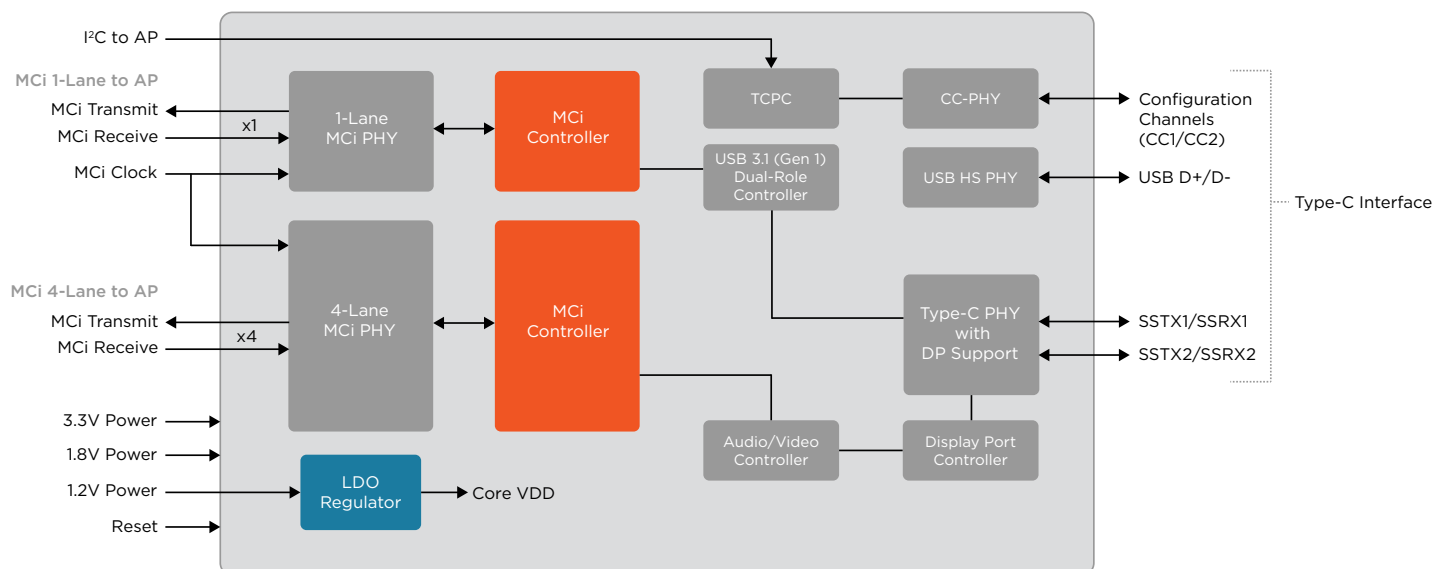 I²C to AP
MCi 1-Lane to AP
MCi Transmit
MCi Receive
x1
MCi Clock
MCi 4-Lane to AP
MCi Transmit
MCi Receive
x4
3.3V Power
1.8V Power
1.2V Power
Reset
1-Lane
MCi PHY
MCi
Controller
4-Lane
MCi PHY
MCi
Controller
LDO
Regulator
Core VDD
TCPC
CC-PHY
USB 3.1 (Gen 1)
Dual-Role
Controller
USB HS PHY
Type-C PHY
with
DP Support
Audio/Video
Controller
Display Port
Controller
Configuration
Channels
(CC1/CC2)
USB D+/D-
SSTX1/SSRX1
SSTX2/SSRX2
Type-C Interface